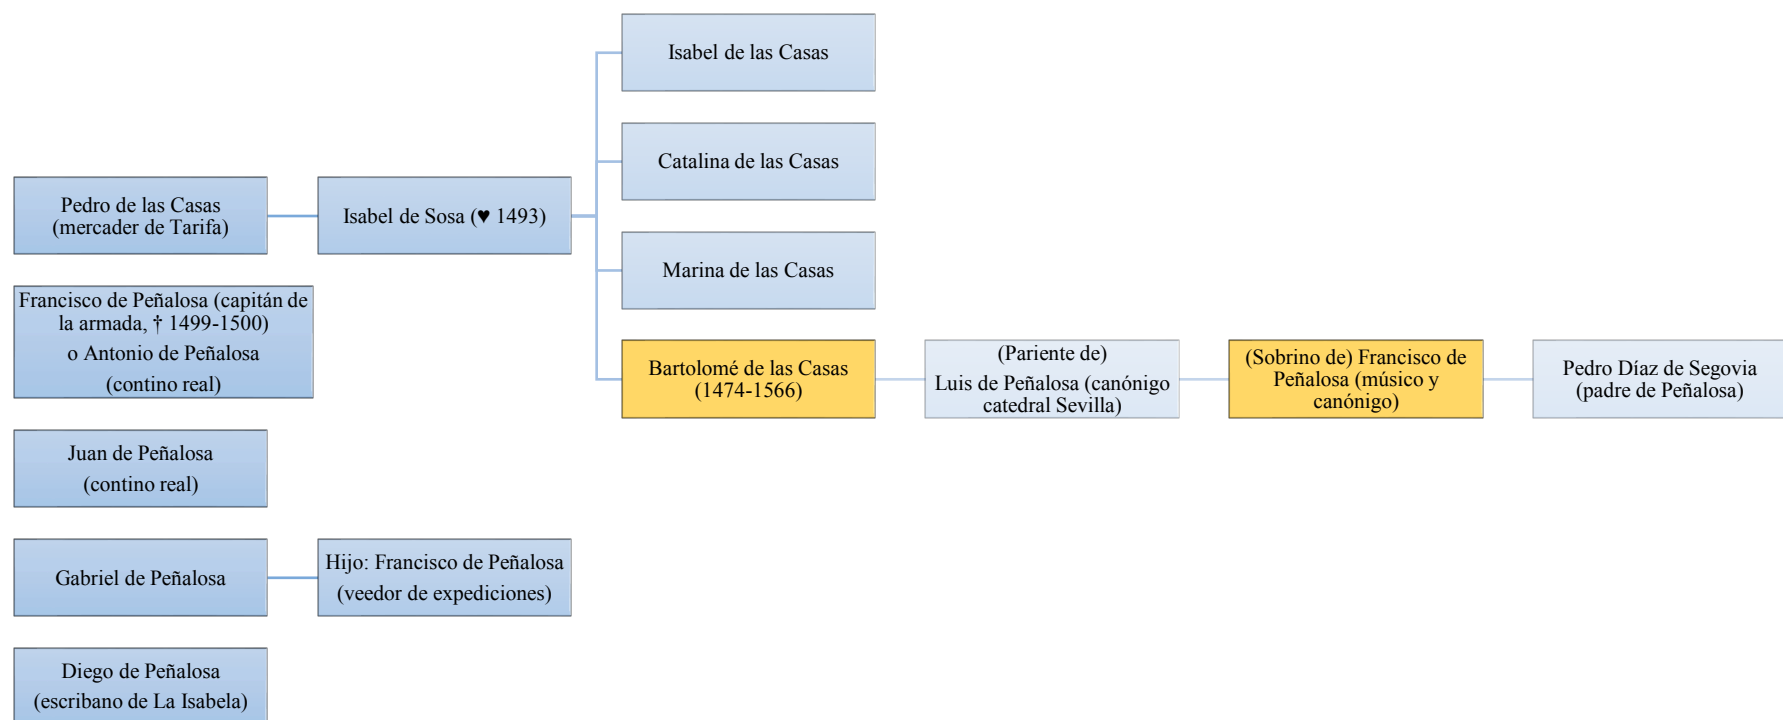 Isabel de las Casas
Catalina de las Casas
Pedro de las Casas
(mercader de Tarifa)
Isabel de Sosa (♥ 1493)
Marina de las Casas
Francisco de Peñalosa (capitán de
la armada, † 1499-1500)
o Antonio de Peñalosa
(contino real)
Bartolomé de las Casas
(1474-1566)
(Pariente de)
Luis de Peñalosa (canónigo
catedral Sevilla)
(Sobrino de) Francisco de
Peñalosa (músico y
canónigo)
Pedro Díaz de Segovia
(padre de Peñalosa)
Juan de Peñalosa
(contino real)
Gabriel de Peñalosa
Hijo: Francisco de Peñalosa
(veedor de expediciones)
Diego de Peñalosa
(escribano de La Isabela)